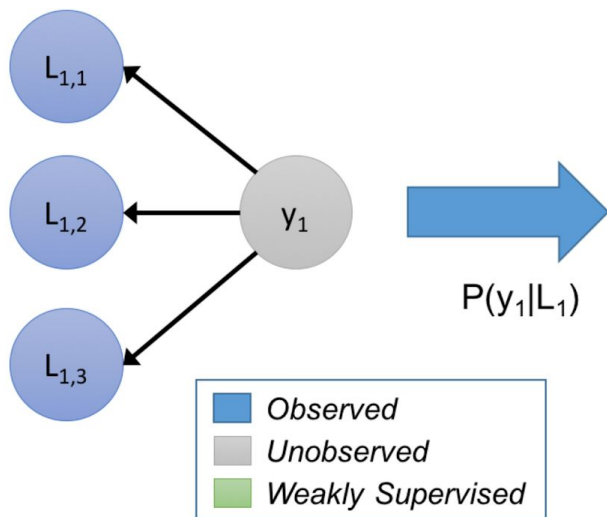 L₁,₁
L₁,₂
y₁
L₁,₃
P(y₁|L₁)
Observed
Unobserved
Weakly Supervised